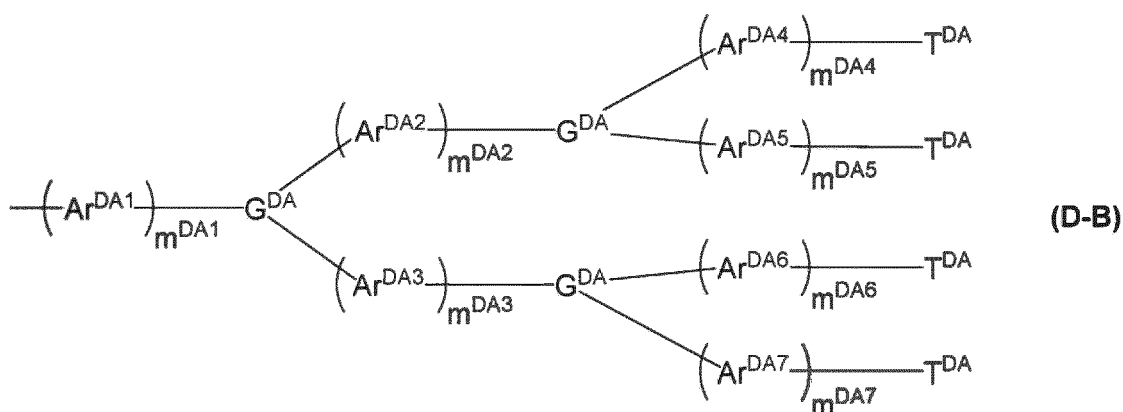 (Ar^DA4)m^DA4 T^DA
(Ar^DA2)m^DA2 G^DA
(Ar^DA5)m^DA5 T^DA
(Ar^DA1)m^DA1 G^DA (D-B)
(Ar^DA6)m^DA6 T^DA
(Ar^DA3)m^DA3 G^DA
(Ar^DA7)m^DA7 T^DA